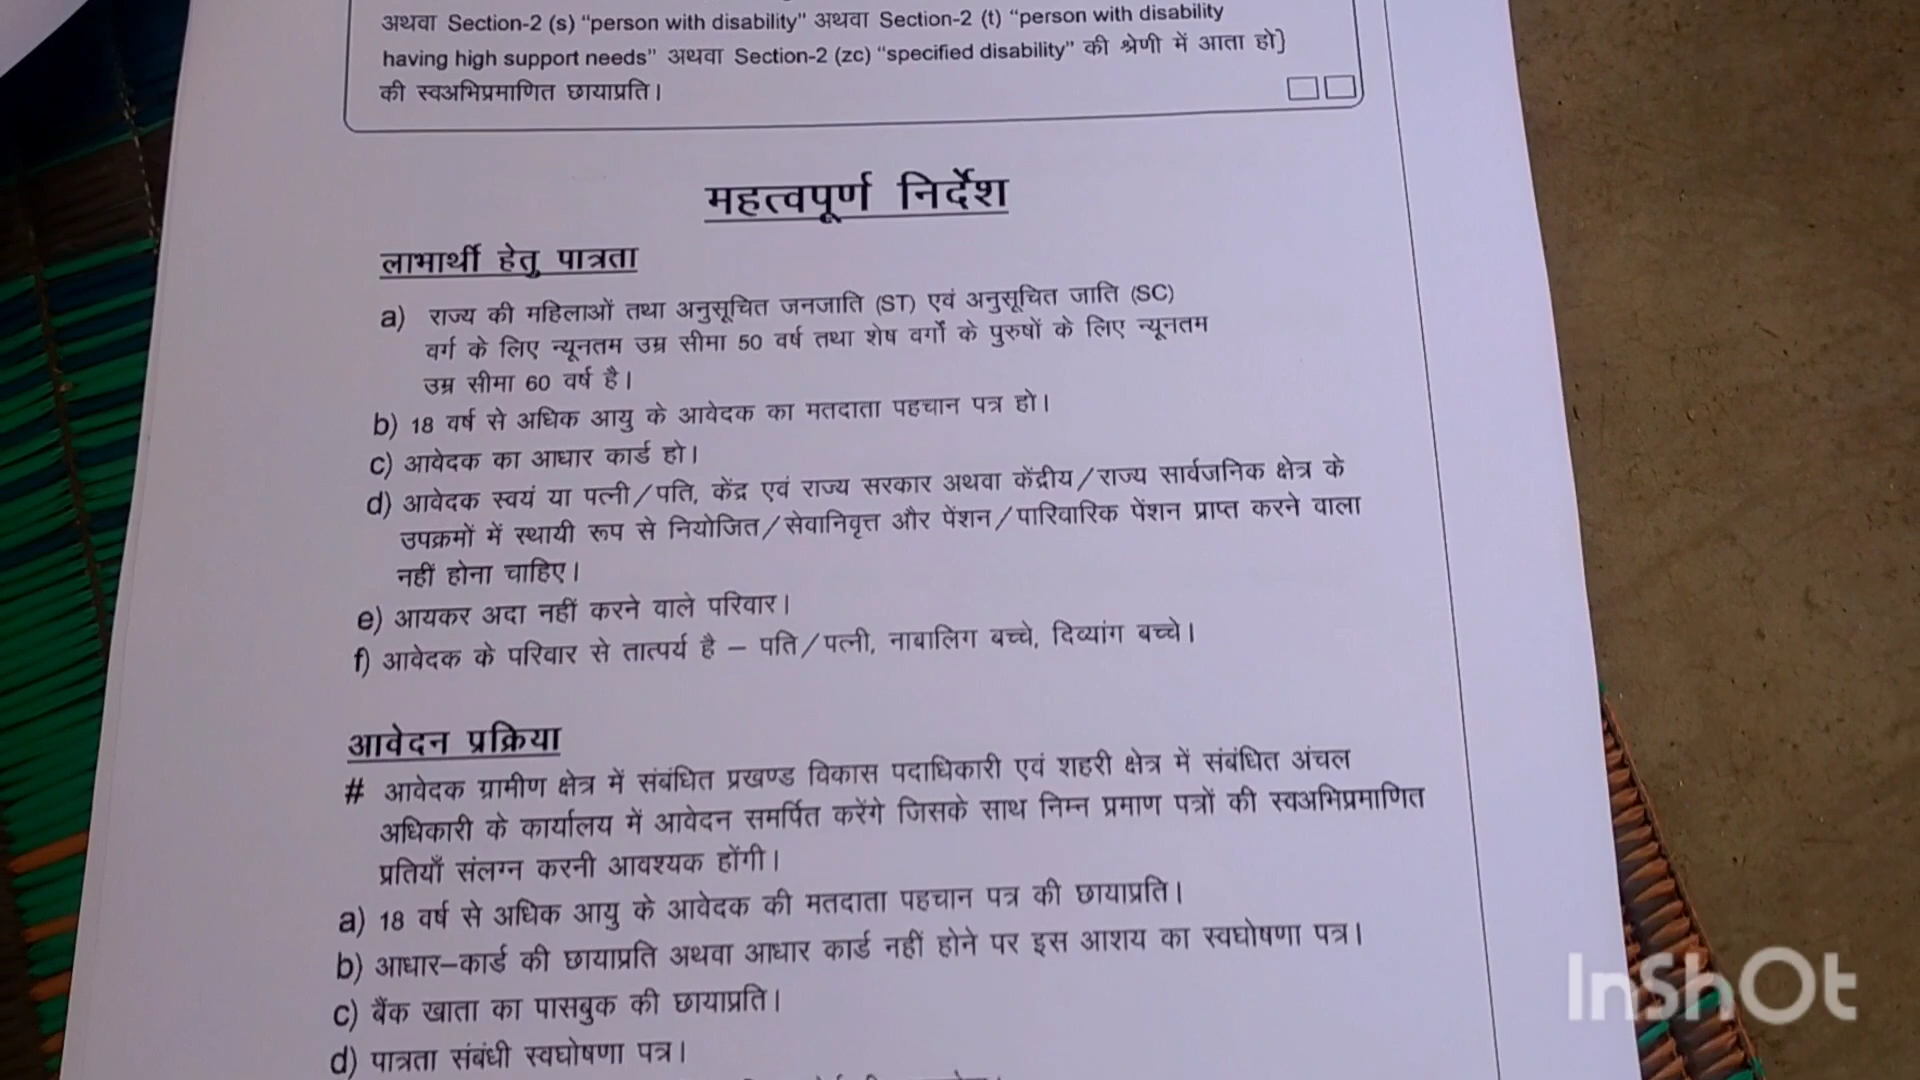 अथवा Section-2 (s) “person with disability” अथवा Section-2 (t) “person with disability
having high support needs” अथवा Section-2 (zc) “specified disability” की श्रेणी में आता हो}
की स्वअभिप्रमाणित छायाप्रति।
महत्वपूर्ण निर्देश
लाभार्थी हेतु पात्रता
a) राज्य की महिलाओं तथा अनुसूचित जनजाति (ST) एवं अनुसूचित जाति (SC)
वर्ग के लिए न्यूनतम उम्र सीमा 50 वर्ष तथा शेष वर्गों के पुरुषों के लिए न्यूनतम
उम्र सीमा 60 वर्ष है।
b) 18 वर्ष से अधिक आयु के आवेदक का मतदाता पहचान पत्र हो।
c) आवेदक का आधार कार्ड हो।
d) आवेदक स्वयं या पत्नी/पति, केंद्र एवं राज्य सरकार अथवा केंद्रीय/राज्य सार्वजनिक क्षेत्र के
उपक्रमों में स्थायी रूप से नियोजित/सेवानिवृत्त और पेंशन/पारिवारिक पेंशन प्राप्त करने वाला
नहीं होना चाहिए।
e) आयकर अदा नहीं करने वाले परिवार।
f) आवेदक के परिवार से तात्पर्य है – पति/पत्नी, नाबालिग बच्चे, दिव्यांग बच्चे।
आवेदन प्रक्रिया
# आवेदक ग्रामीण क्षेत्र में संबंधित प्रखण्ड विकास पदाधिकारी एवं शहरी क्षेत्र में संबंधित अंचल
अधिकारी के कार्यालय में आवेदन समर्पित करेंगे जिसके साथ निम्न प्रमाण पत्रों की स्वअभिप्रमाणित
प्रतियाँ संलग्न करनी आवश्यक होंगी।
a) 18 वर्ष से अधिक आयु के आवेदक की मतदाता पहचान पत्र की छायाप्रति।
b) आधार–कार्ड की छायाप्रति अथवा आधार कार्ड नहीं होने पर इस आशय का स्वघोषणा पत्र।
c) बैंक खाता का पासबुक की छायाप्रति।
d) पात्रता संबंधी स्वघोषणा पत्र।
InShOt